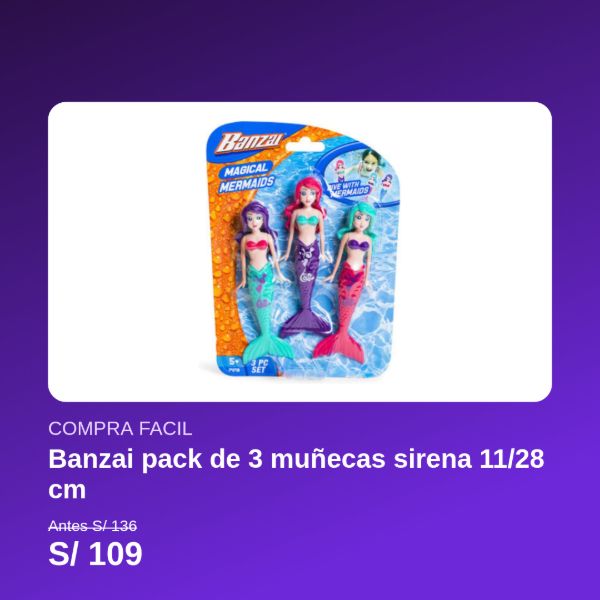 Banzai
MAGICAL
MERMAIDS
DIVE WITH
MERMAIDS
5+
3 PC
SET
COMPRA FACIL
Banzai pack de 3 muñecas sirena 11/28
cm
Antes S/ 136
S/ 109